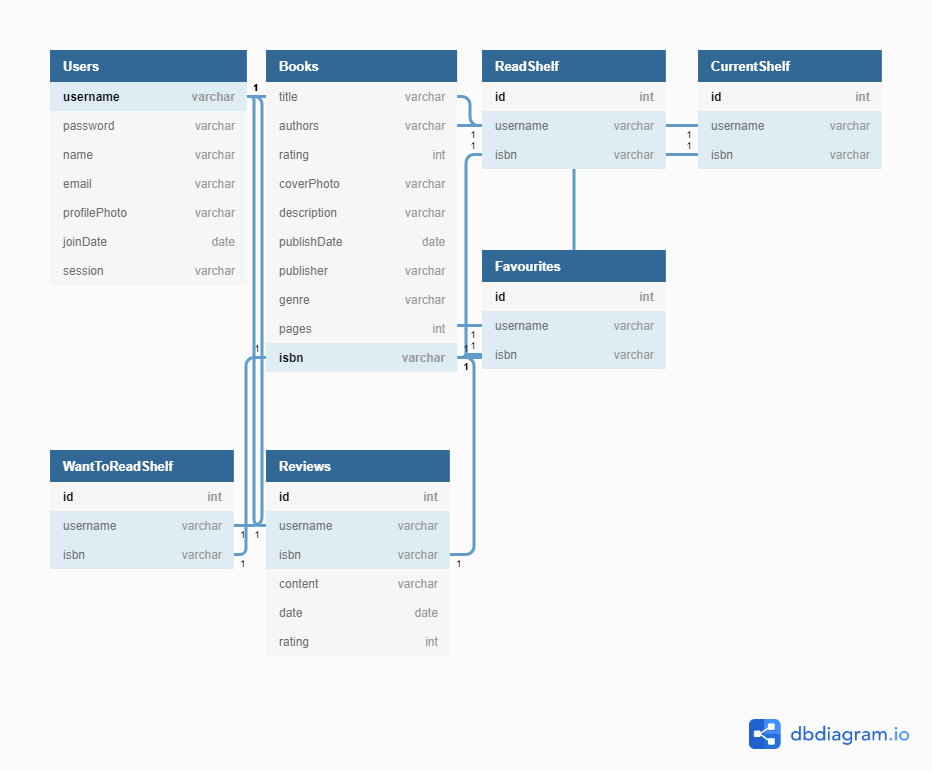 Users
username varchar
password varchar
name varchar
email varchar
profilePhoto varchar
joinDate date
session varchar
1
Books
title varchar
authors varchar
rating int
coverPhoto varchar
description varchar
publishDate date
publisher varchar
genre varchar
pages int
isbn varchar
1
1
1
ReadShelf
id int
username varchar
isbn varchar
1
1
CurrentShelf
id int
username varchar
isbn varchar
1
1
Favourites
id int
username varchar
isbn varchar
1
1
WantToReadShelf
id int
username varchar
isbn varchar
1
1
Reviews
id int
username varchar
isbn varchar
content varchar
date date
rating int
1
1
dbdiagram.io